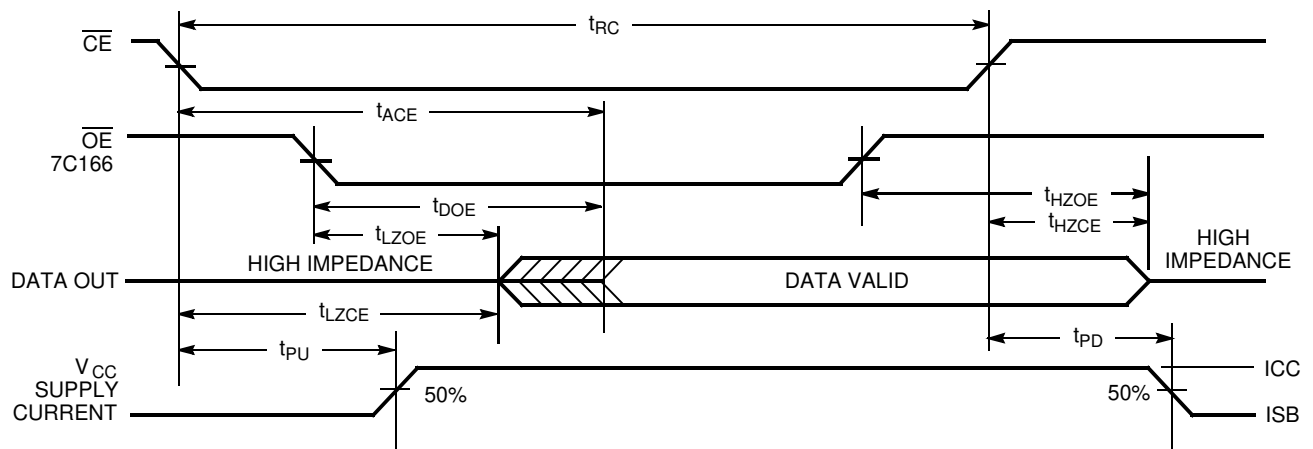 tRC
CE
tACE
OE
7C166
tDOE
tHZOE
tLZOE
tHZCE
HIGH IMPEDANCE
HIGH
IMPEDANCE
DATA OUT
DATA VALID
tLZCE
tPU
tPD
VCC
SUPPLY
CURRENT
50%
50%
ICC
ISB